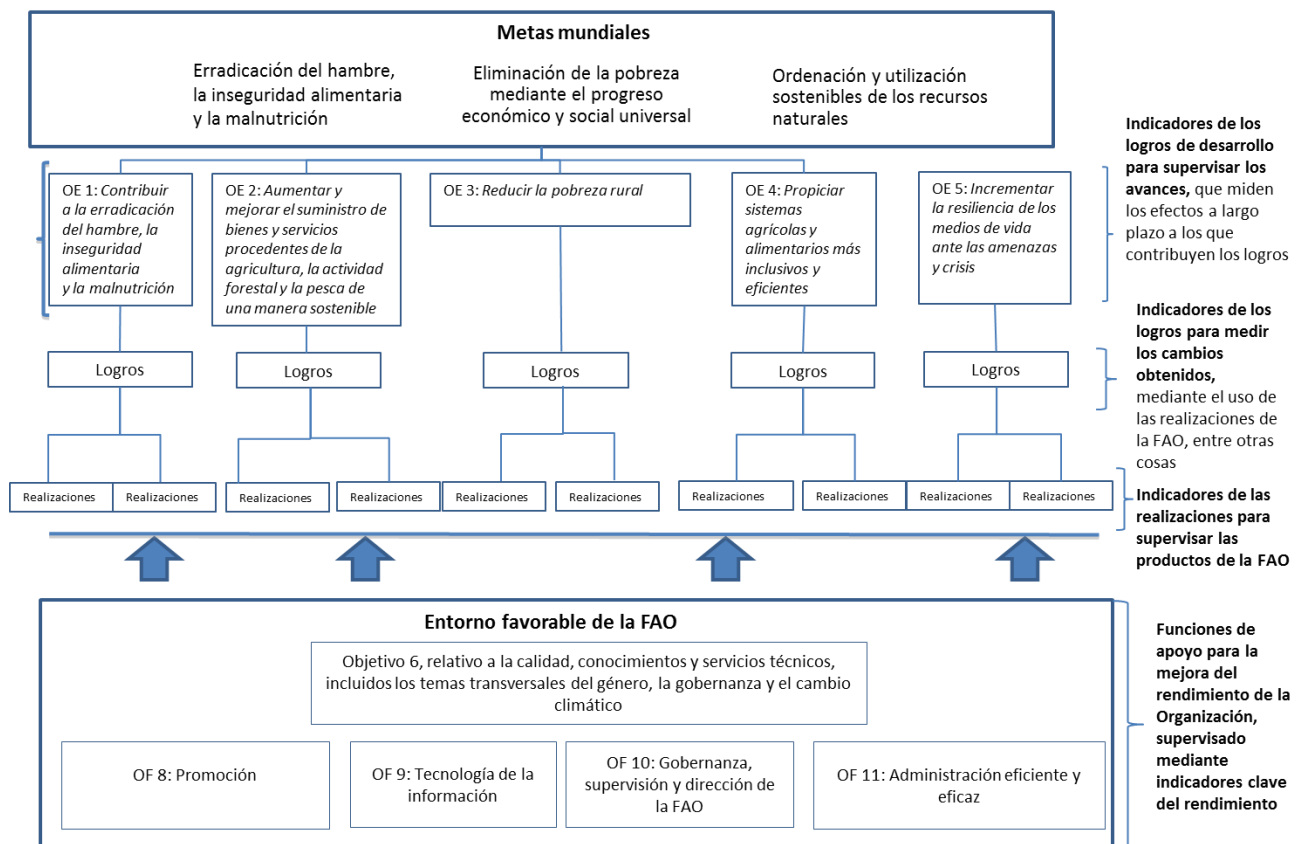 Metas mundiales
Erradicación del hambre,
la inseguridad alimentaria
y la malnutrición
Eliminación de la pobreza
mediante el progreso
económico y social universal
Ordenación y utilización
sostenibles de los recursos
naturales
OE 1: Contribuir
a la erradicación
del hambre, la
inseguridad
alimentaria
y la malnutrición
OE 2: Aumentar y
mejorar el suministro de
bienes y servicios
procedentes de la
agricultura, la actividad
forestal y la pesca de
una manera sostenible
OE 3: Reducir la pobreza rural
OE 4: Propiciar
sistemas
agrícolas y
alimentarios más
inclusivos y
eficientes
OE 5: Incrementar
la resiliencia de los
medios de vida
ante las amenazas
y crisis
Indicadores de los
logros de desarrollo
para supervisar los
avances, que miden
los efectos a largo
plazo a los que
contribuyen los logros
Logros
Logros
Logros
Logros
Logros
Indicadores de los
logros para medir
los cambios
obtenidos,
mediante el uso de
las realizaciones de
la FAO, entre otras
cosas
Realizaciones
Realizaciones
Realizaciones
Realizaciones
Realizaciones
Realizaciones
Realizaciones
Realizaciones
Realizaciones
Realizaciones
Indicadores de las
realizaciones para
supervisar las
productos de la FAO
Entorno favorable de la FAO
Objetivo 6, relativo a la calidad, conocimientos y servicios técnicos,
incluidos los temas transversales del género, la gobernanza y el cambio
climático
OF 8: Promoción
OF 9: Tecnología de la
información
OF 10: Gobernanza,
supervisión y dirección de
la FAO
OF 11: Administración eficiente y
eficaz
Funciones de
apoyo para la
mejora del
rendimiento de la
Organización,
supervisado
mediante
indicadores clave
del rendimiento